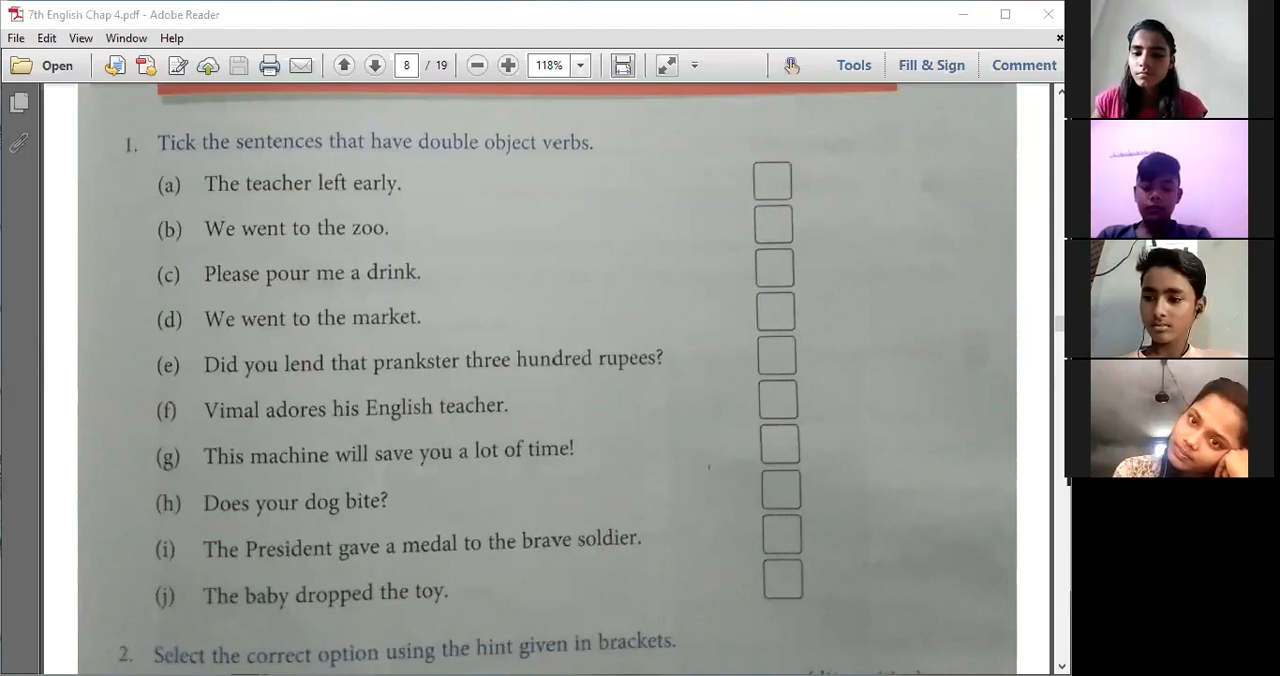 7th English Chap 4.pdf - Adobe Reader
File Edit View Window Help
Open 8 / 19 118% Tools Fill & Sign Comment
1. Tick the sentences that have double object verbs.
(a) The teacher left early.
(b) We went to the zoo.
(c) Please pour me a drink.
(d) We went to the market.
(e) Did you lend that prankster three hundred rupees?
(f) Vimal adores his English teacher.
(g) This machine will save you a lot of time!
(h) Does your dog bite?
(i) The President gave a medal to the brave soldier.
(j) The baby dropped the toy.
2. Select the correct option using the hint given in brackets.